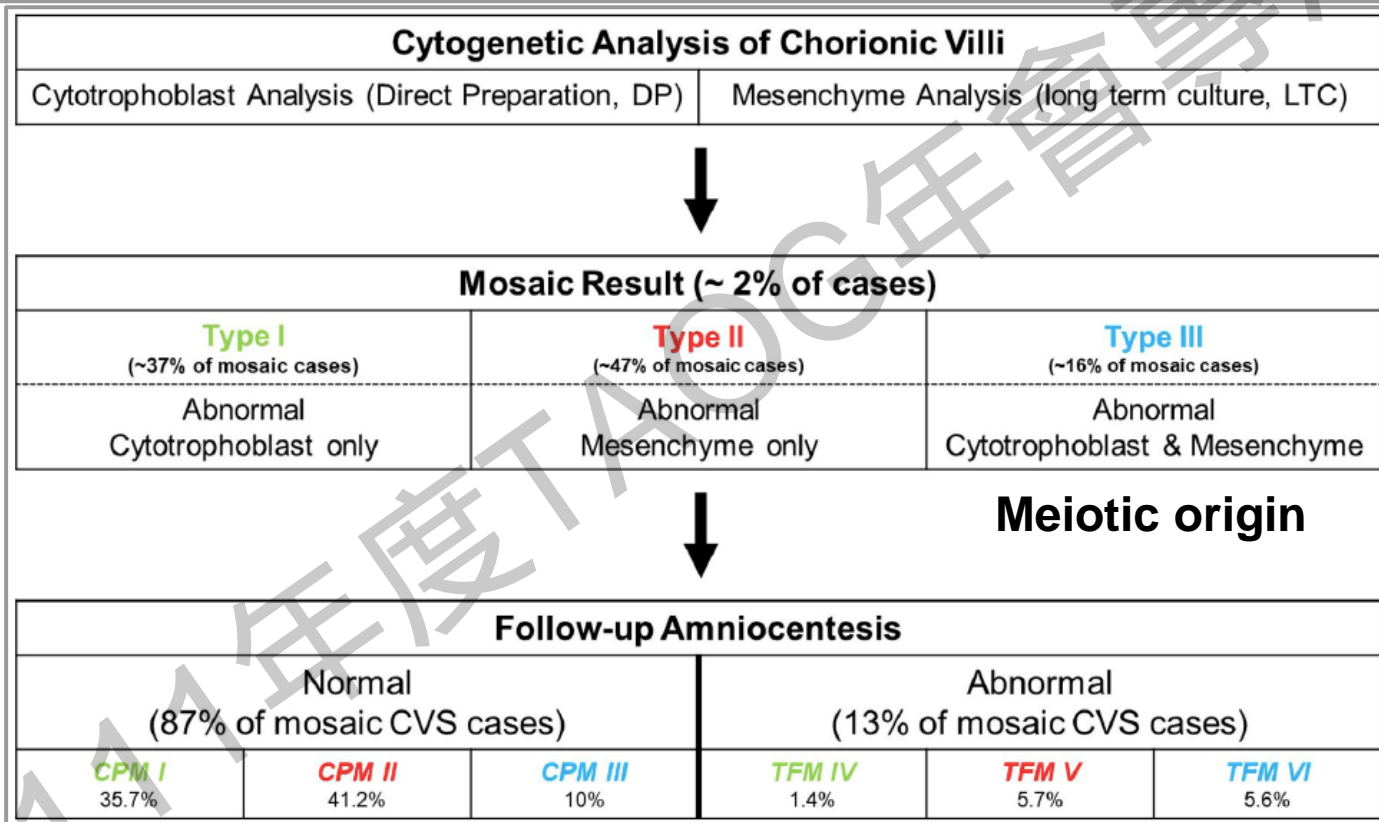 Cytogenetic Analysis of Chorionic Villi
Cytotrophoblast Analysis (Direct Preparation, DP)
Mesenchyme Analysis (long term culture, LTC)
Mosaic Result (~ 2% of cases)
Type I
(~37% of mosaic cases)
Abnormal
Cytotrophoblast only
Type II
(~47% of mosaic cases)
Abnormal
Mesenchyme only
Type III
(~16% of mosaic cases)
Abnormal
Cytotrophoblast & Mesenchyme
Meiotic origin
Follow-up Amniocentesis
Normal
(87% of mosaic CVS cases)
Abnormal
(13% of mosaic CVS cases)
CPM I
35.7%
CPM II
41.2%
CPM III
10%
TFM IV
1.4%
TFM V
5.7%
TFM VI
5.6%
111年度TAOG年會專